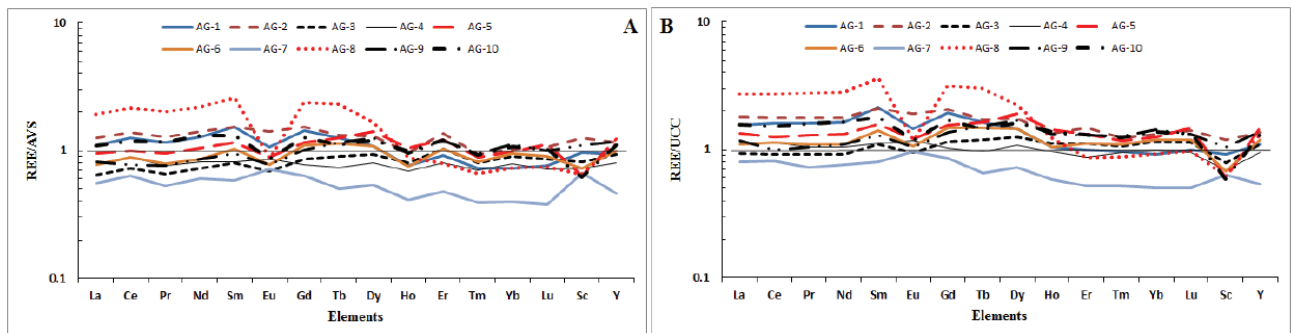 10
AG-1 AG-2 AG-3 AG-4 AG-5
AG-6 AG-7 AG-8 AG-9 AG-10
A
REE/AVS
1
0.1
La Ce Pr Nd Sm Eu Gd Tb Dy Ho Er Tm Yb Lu Sc Y
Elements
10
B
AG-1 AG-2 AG-3 AG-4 AG-5
AG-6 AG-7 AG-8 AG-9 AG-10
REE/UCC
1
0.1
La Ce Pr Nd Sm Eu Gd Tb Dy Ho Er Tm Yb Lu Sc Y
Elements